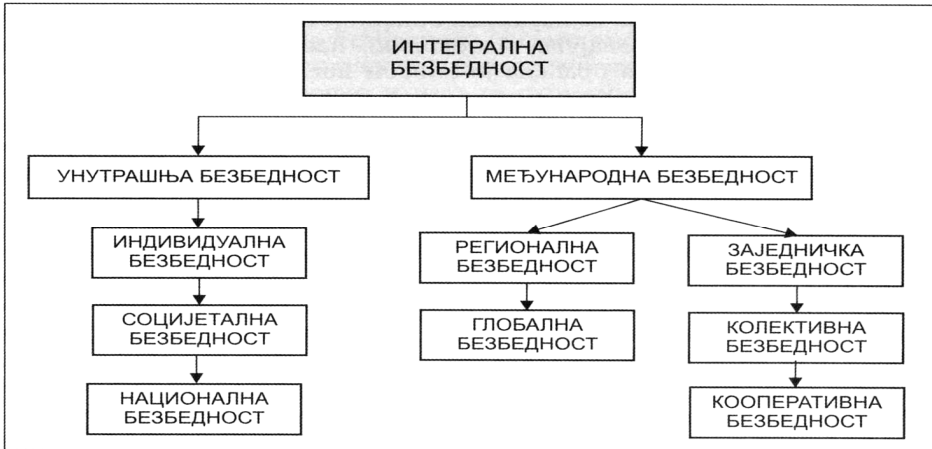 ИНТЕГРАЛНА
БЕЗБЕДНОСТ
УНУТРАШЊА БЕЗБЕДНОСТ
МЕЂУНАРОДНА БЕЗБЕДНОСТ
ИНДИВИДУАЛНА
БЕЗБЕДНОСТ
РЕГИОНАЛНА
БЕЗБЕДНОСТ
ЗАЈЕДНИЧКА
БЕЗБЕДНОСТ
СОЦИЈЕТАЛНА
БЕЗБЕДНОСТ
ГЛОБАЛНА
БЕЗБЕДНОСТ
КОЛЕКТИВНА
БЕЗБЕДНОСТ
НАЦИОНАЛНА
БЕЗБЕДНОСТ
КООПЕРАТИВНА
БЕЗБЕДНОСТ